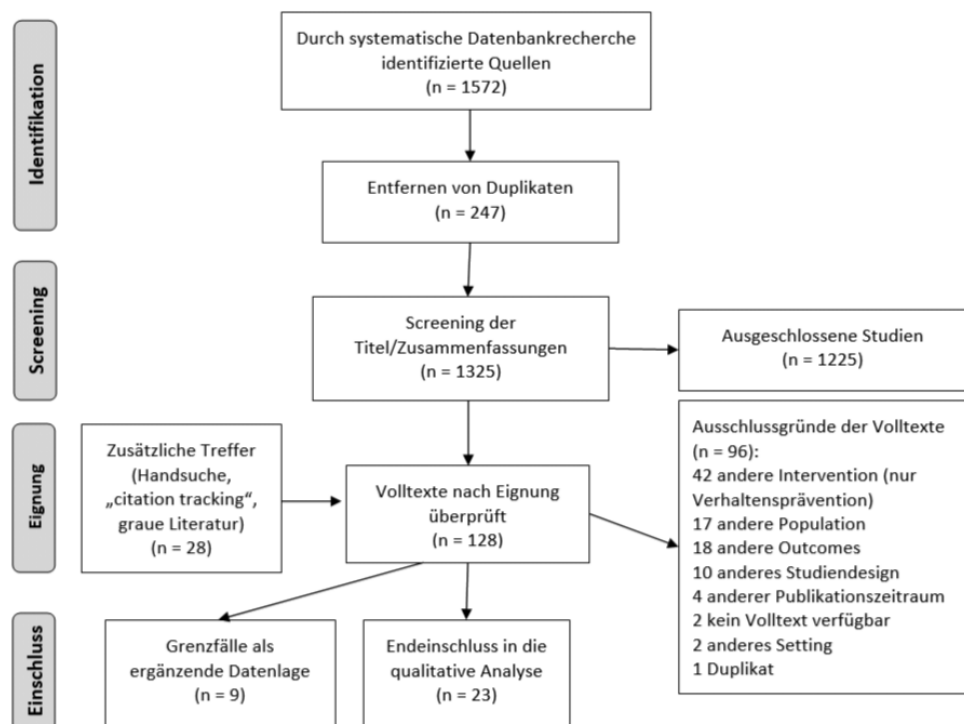 Identifikation
Durch systematische Datenbankrecherche
identifizierte Quellen
(n = 1572)
Entfernen von Duplikaten
(n = 247)
Screening
Screening der
Titel/Zusammenfassungen
(n = 1325)
Ausgeschlossene Studien
(n = 1225)
Eignung
Zusätzliche Treffer
(Handsuche,
„citation tracking“,
graue Literatur)
(n = 28)
Volltexte nach Eignung
überprüft
(n = 128)
Ausschlussgründe der Volltexte
(n = 96):
42 andere Intervention (nur
Verhaltensprävention)
17 andere Population
18 andere Outcomes
10 anderes Studiendesign
4 anderer Publikationszeitraum
2 kein Volltext verfügbar
2 anderes Setting
1 Duplikat
Einschluss
Grenzfälle als
ergänzende Datenlage
(n = 9)
Endeinschluss in die
qualitative Analyse
(n = 23)